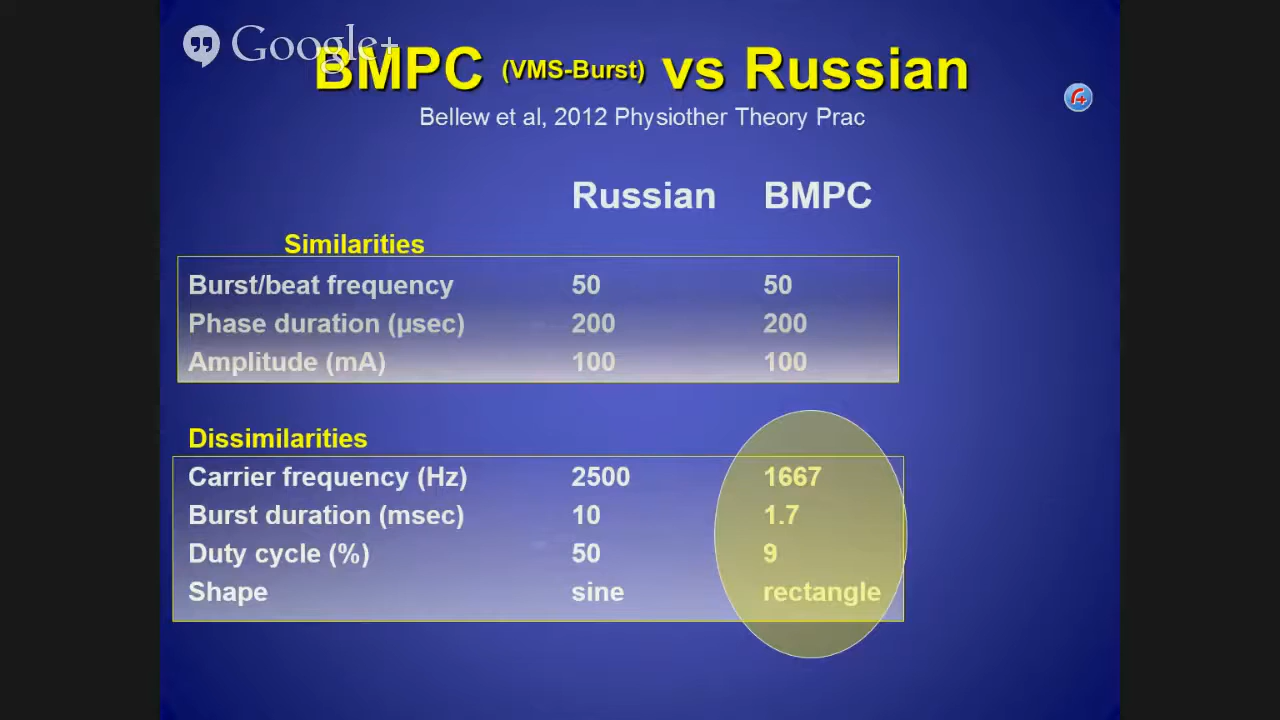 Google+
BMPC (VMS-Burst) vs Russian
Bellew et al, 2012 Physiother Theory Prac
Russian BMPC
Similarities
Burst/beat frequency 50 50
Phase duration (µsec) 200 200
Amplitude (mA) 100 100
Dissimilarities
Carrier frequency (Hz) 2500 1667
Burst duration (msec) 10 1.7
Duty cycle (%) 50 9
Shape sine rectangle